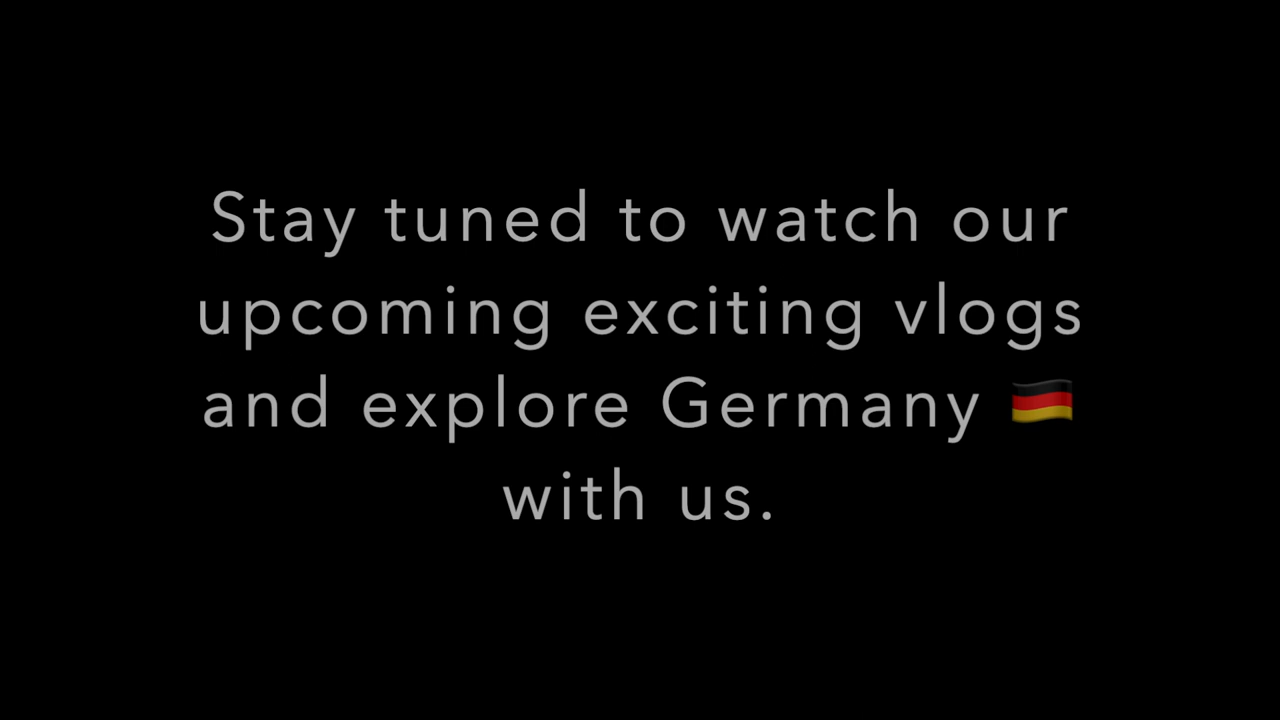 Stay tuned to watch our
upcoming exciting vlogs
and explore Germany 🇩🇪
with us.